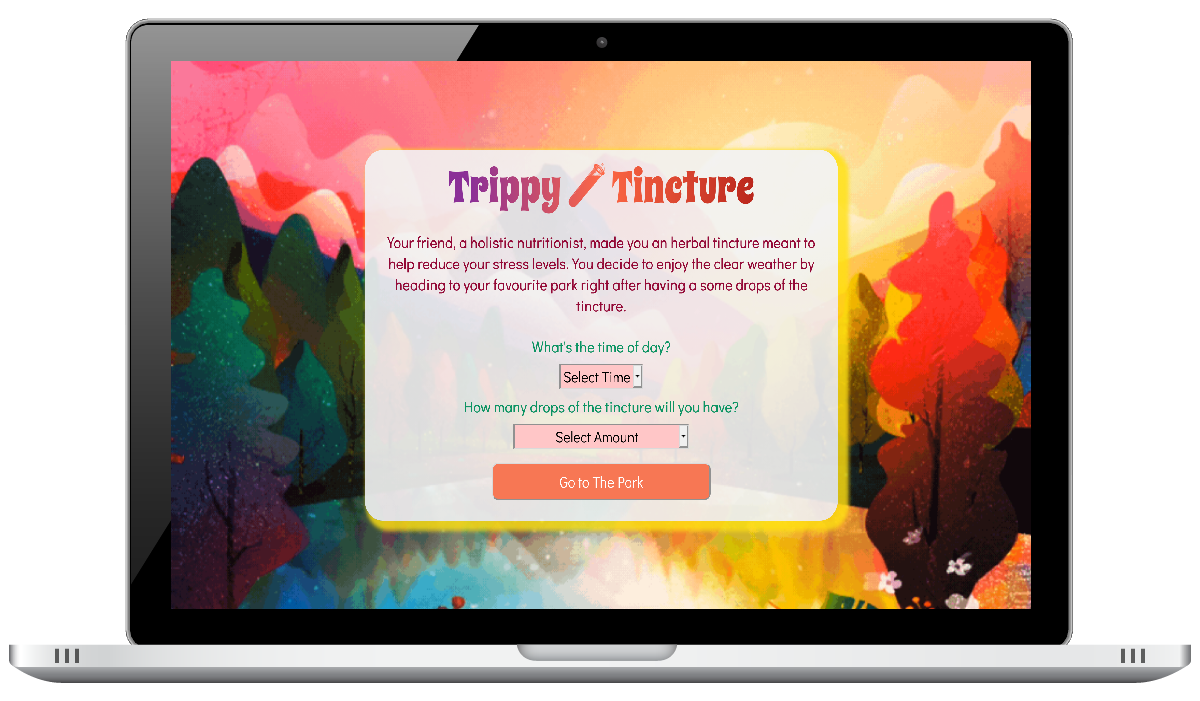 Trippy Tincture
Your friend, a holistic nutritionist, made you an herbal tincture meant to
help reduce your stress levels. You decide to enjoy the clear weather by
heading to your favourite park right after having a some drops of the
tincture.
What's the time of day?
Select Time
How many drops of the tincture will you have?
Select Amount
Go to The Park